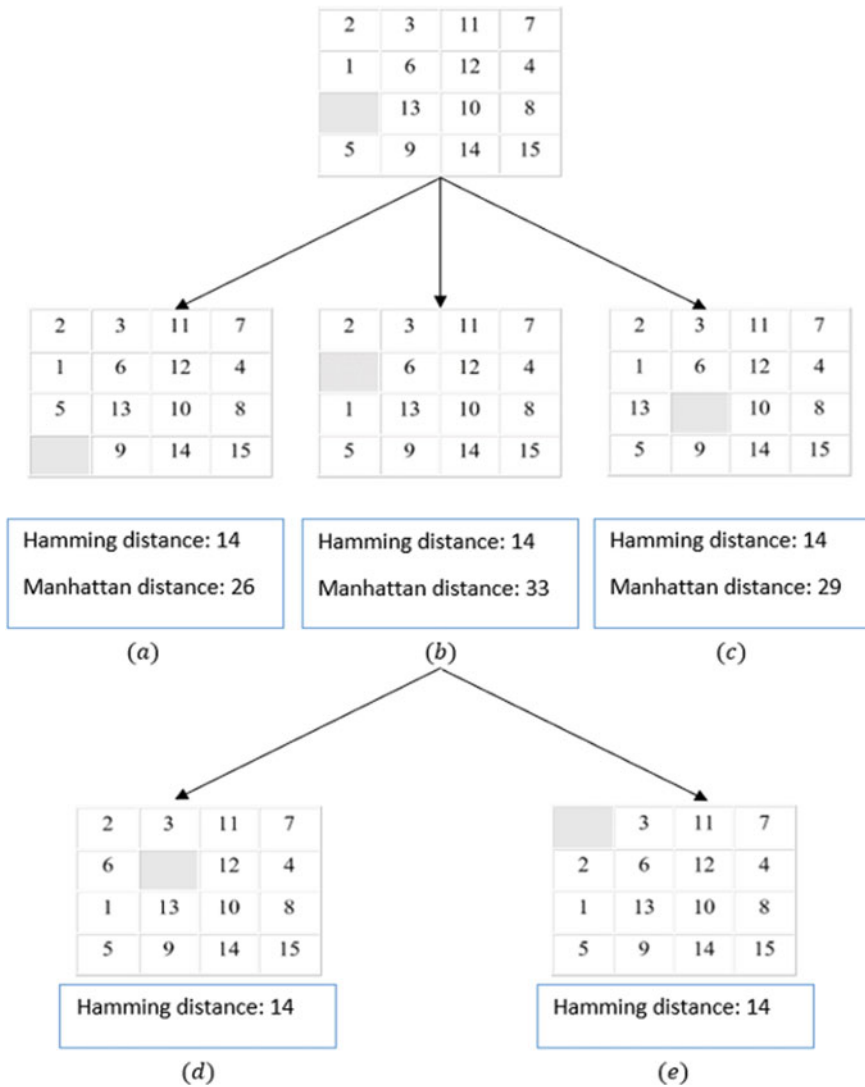 2 3 11 7
1 6 12 4
13 10 8
5 9 14 15
2 3 11 7
1 6 12 4
5 13 10 8
9 14 15
2 3 11 7
6 12 4
1 13 10 8
5 9 14 15
2 3 11 7
1 6 12 4
13 10 8
5 9 14 15
Hamming distance: 14
Manhattan distance: 26
Hamming distance: 14
Manhattan distance: 33
Hamming distance: 14
Manhattan distance: 29
(a)
(b)
(c)
2 3 11 7
6 12 4
1 13 10 8
5 9 14 15
3 11 7
2 6 12 4
1 13 10 8
5 9 14 15
Hamming distance: 14
Hamming distance: 14
(d)
(e)